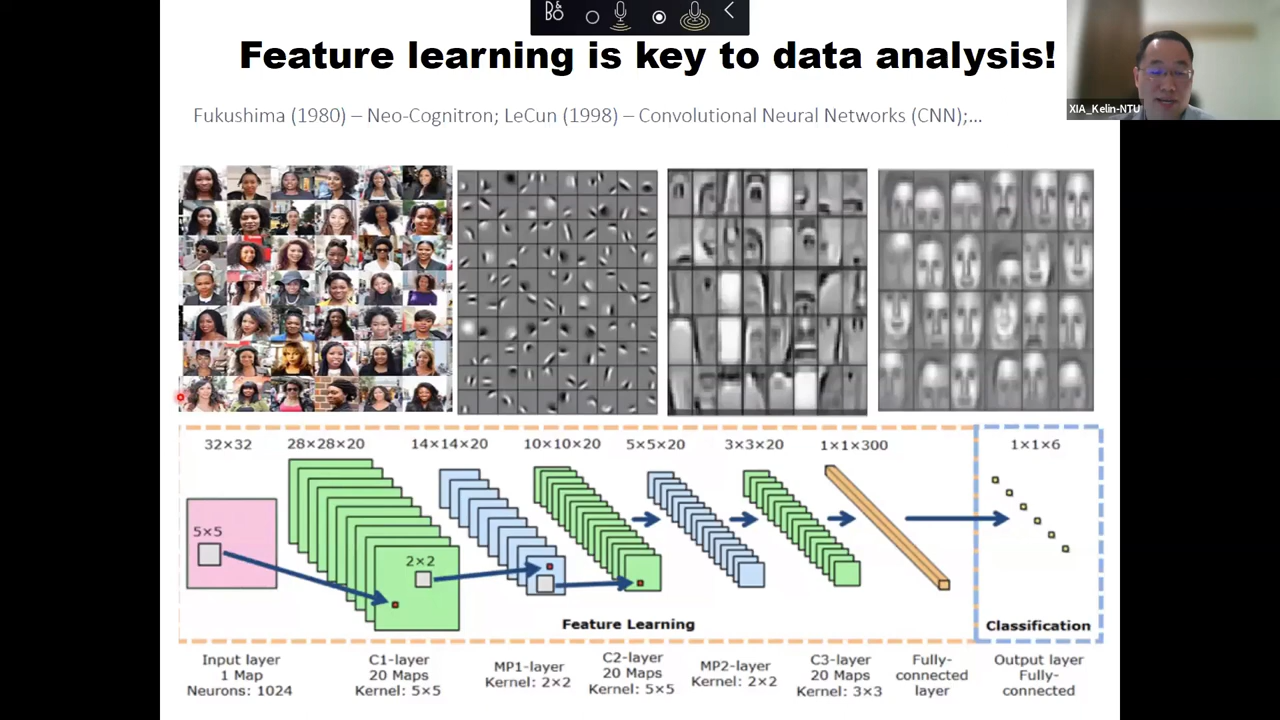 Feature learning is key to data analysis!
XIA_Kelin-NTU
Fukushima (1980) – Neo-Cognitron; LeCun (1998) – Convolutional Neural Networks (CNN);…
32×32
28×28×20
14×14×20
10×10×20
5×5×20
3×3×20
1×1×300
1×1×6
5×5
2×2
Feature Learning
Classification
Input layer
1 Map
Neurons: 1024
C1-layer
20 Maps
Kernel: 5×5
MP1-layer
Kernel: 2×2
C2-layer
20 Maps
Kernel: 5×5
MP2-layer
Kernel: 2×2
C3-layer
20 Maps
Kernel: 3×3
Fully-
connected
layer
Output layer
Fully-
connected